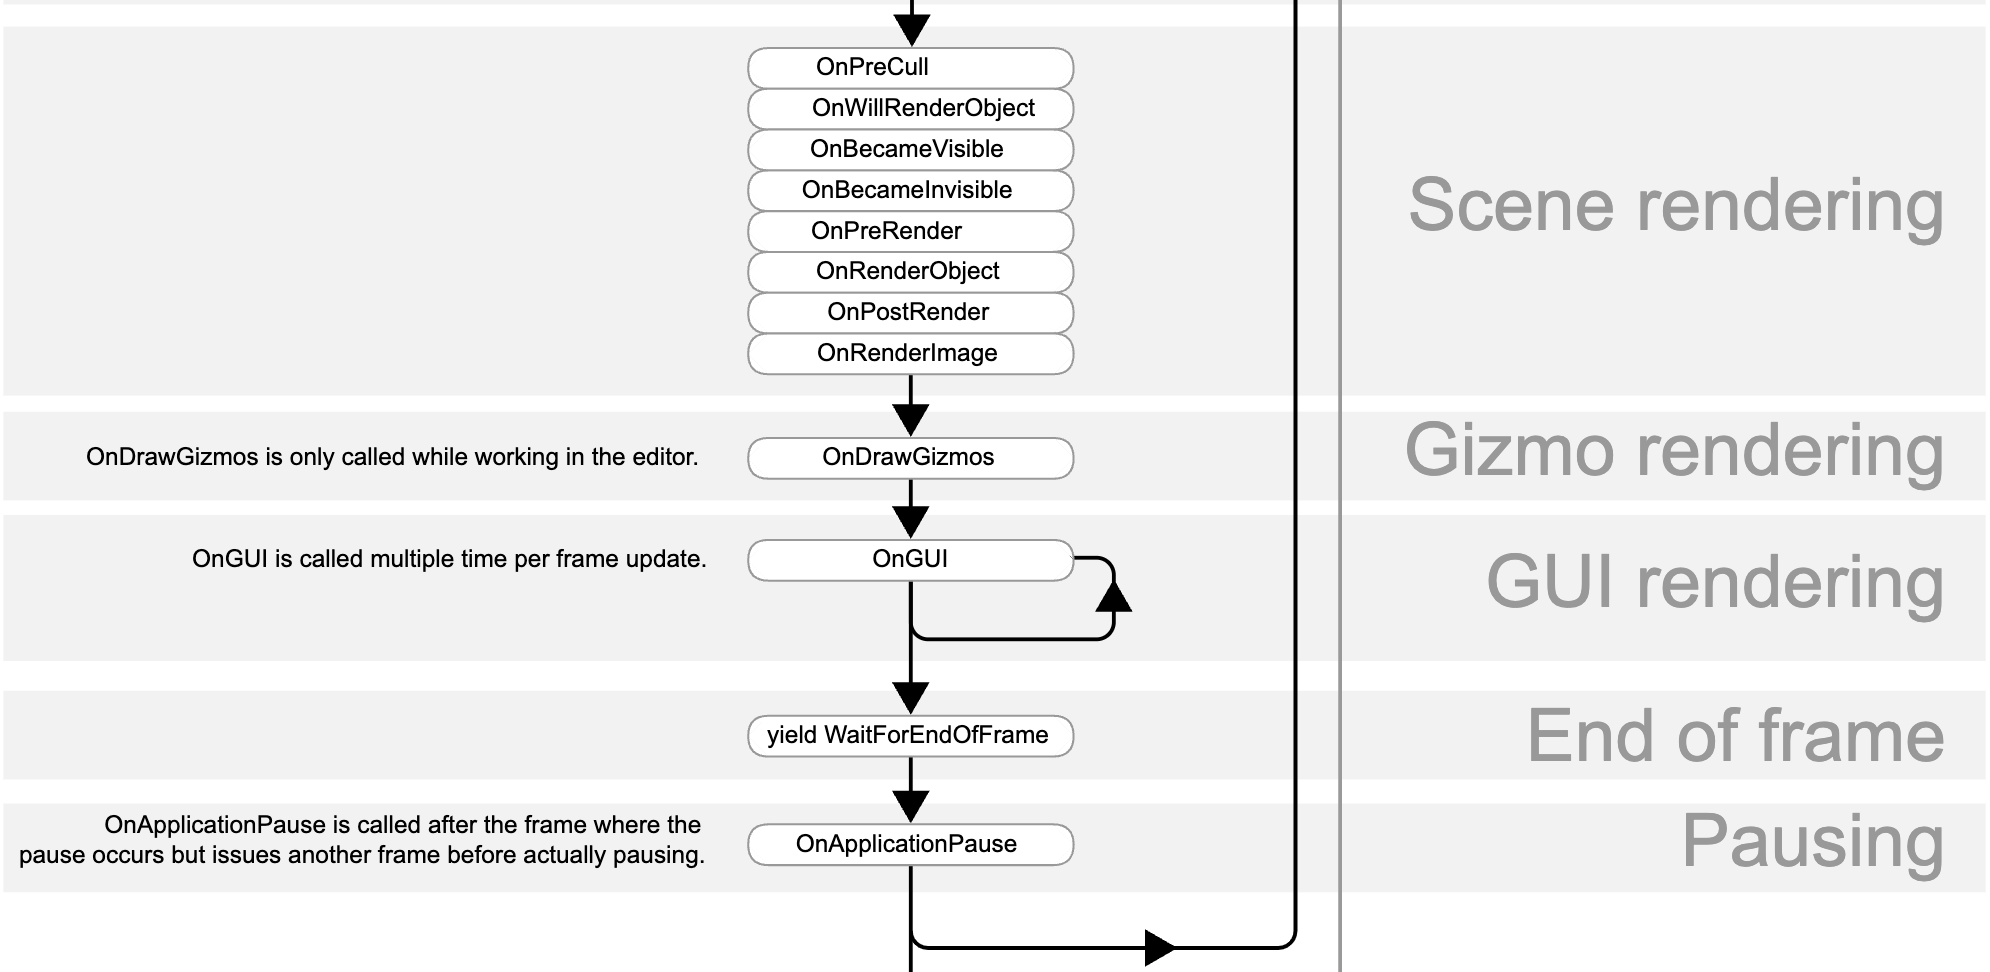 OnPreCull
OnWillRenderObject
OnBecameVisible
OnBecameInvisible
OnPreRender
OnRenderObject
OnPostRender
OnRenderImage
Scene rendering
OnDrawGizmos is only called while working in the editor.
OnDrawGizmos
Gizmo rendering
OnGUI is called multiple time per frame update.
OnGUI
GUI rendering
yield WaitForEndOfFrame
End of frame
OnApplicationPause is called after the frame where the
pause occurs but issues another frame before actually pausing.
OnApplicationPause
Pausing